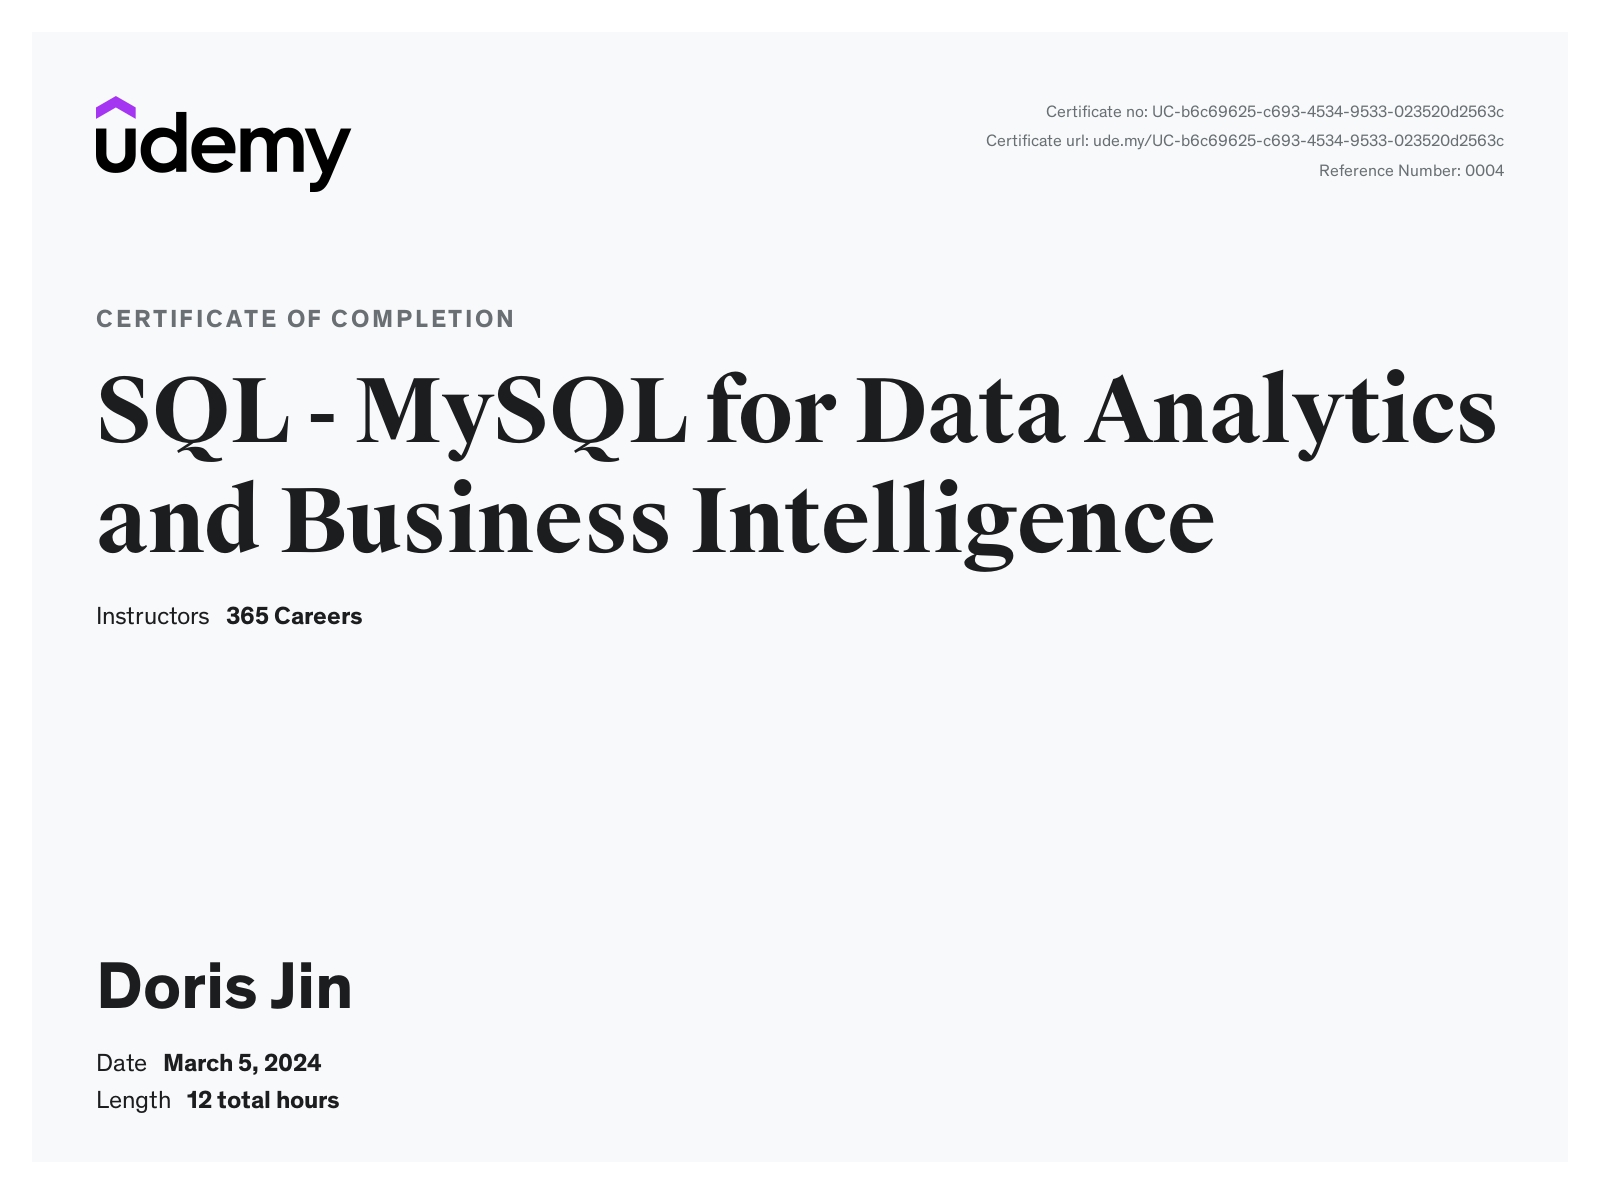 udemy
Certificate no: UC-b6c69625-c693-4534-9533-023520d2563c
Certificate url: ude.my/UC-b6c69625-c693-4534-9533-023520d2563c
Reference Number: 0004
CERTIFICATE OF COMPLETION
SQL - MySQL for Data Analytics
and Business Intelligence
Instructors 365 Careers
Doris Jin
Date March 5, 2024
Length 12 total hours